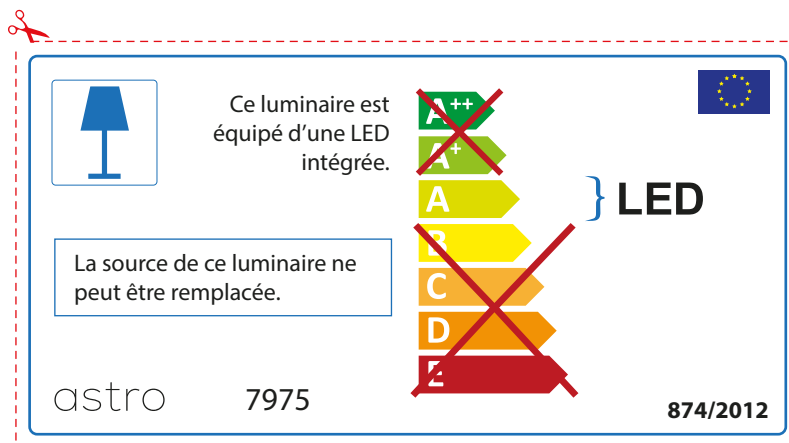 Ce luminaire est
équipé d'une LED
intégrée.
A++
A+
A
B
C
D
E
LED
La source de ce luminaire ne
peut être remplacée.
astro
7975
874/2012